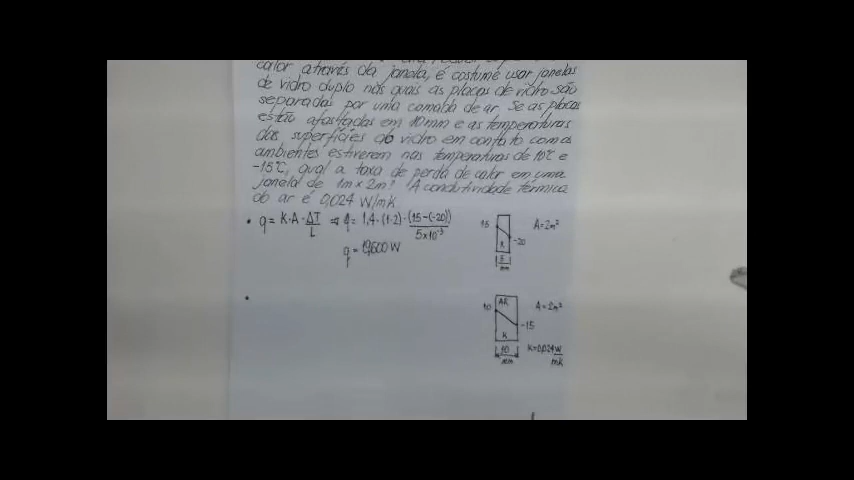 calor através da janela, é costume usar janelas
de vidro duplo nas quais as placas de vidro são
separadas por uma camada de ar. Se as placas
estão afastadas em 10mm e as temperaturas
das superfícies do vidro em contato com os
ambientes estiverem nas temperaturas de 10°C e
-15°C, qual a taxa de perda de calor em uma
janela de 1m x 2m? A condutividade térmica
do ar é 0,024 W/mK
• q = K·A·ΔT/L ⇒ q = 1,4·(1·2)·(15-(-20))/5x10⁻³
q = 19,600 W
15 K -20 A=2m²
5 mm
•
10 AR -15 A=2m²
K
10 mm K=0,024 W/mK